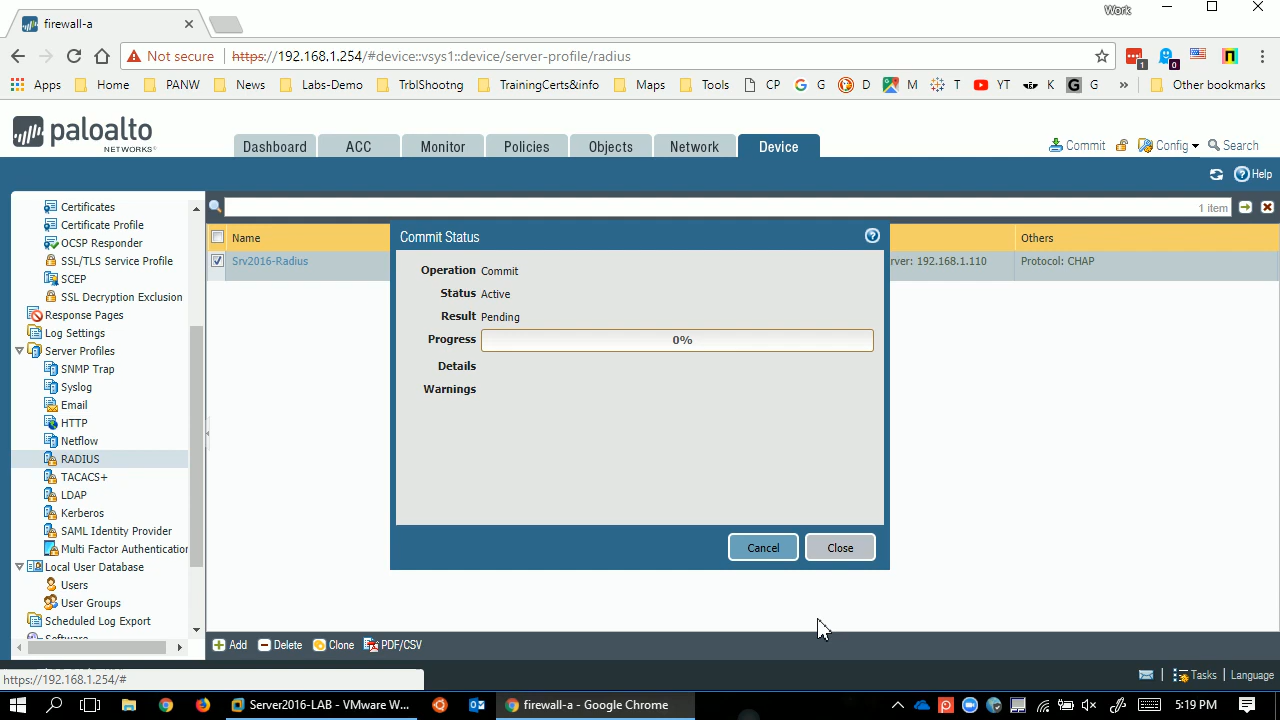 Work
firewall-a
Not secure https://192.168.1.254/#device::vsys1::device/server-profile/radius
1 0
Apps Home PANW News Labs-Demo TrblShootng TrainingCerts&info Maps Tools CP G M D T YT K G » Other bookmarks
paloalto
NETWORKS®
Dashboard ACC Monitor Policies Objects Network Device
Commit Config Search
Help
1 item
Name Others
Srv2016-Radius rver: 192.168.1.110 Protocol: CHAP
Certificates
Certificate Profile
OCSP Responder
SSL/TLS Service Profile
SCEP
SSL Decryption Exclusion
Response Pages
Log Settings
Server Profiles
SNMP Trap
Syslog
Email
HTTP
Netflow
RADIUS
TACACS+
LDAP
Kerberos
SAML Identity Provider
Multi Factor Authentication
Local User Database
Users
User Groups
Scheduled Log Export
Software
Commit Status
Operation Commit
Status Active
Result Pending
Progress 0%
Details
Warnings
Cancel Close
Add Delete Clone PDF/CSV
https://192.168.1.254/#
Tasks Language
Server2016-LAB - VMware W... firewall-a - Google Chrome 5:19 PM